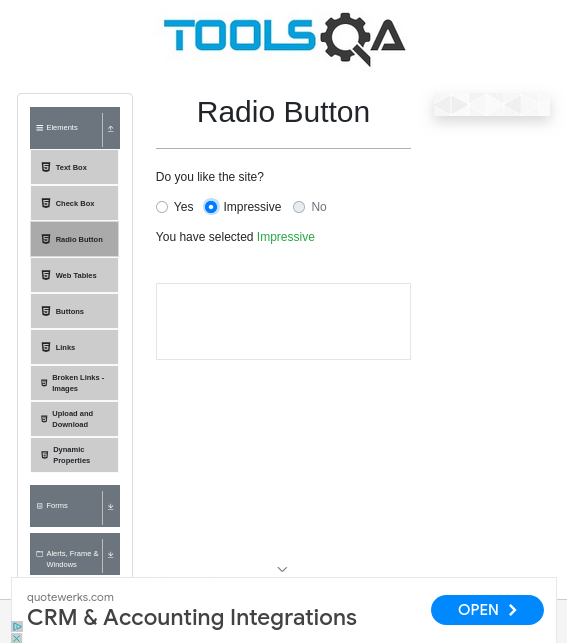 TOOLSQA
Elements
Text Box
Check Box
Radio Button
Web Tables
Buttons
Links
Broken Links -
Images
Upload and
Download
Dynamic
Properties
Forms
Alerts, Frame &
Windows
Radio Button
Do you like the site?
Yes Impressive No
You have selected Impressive
quotewerks.com
CRM & Accounting Integrations
OPEN